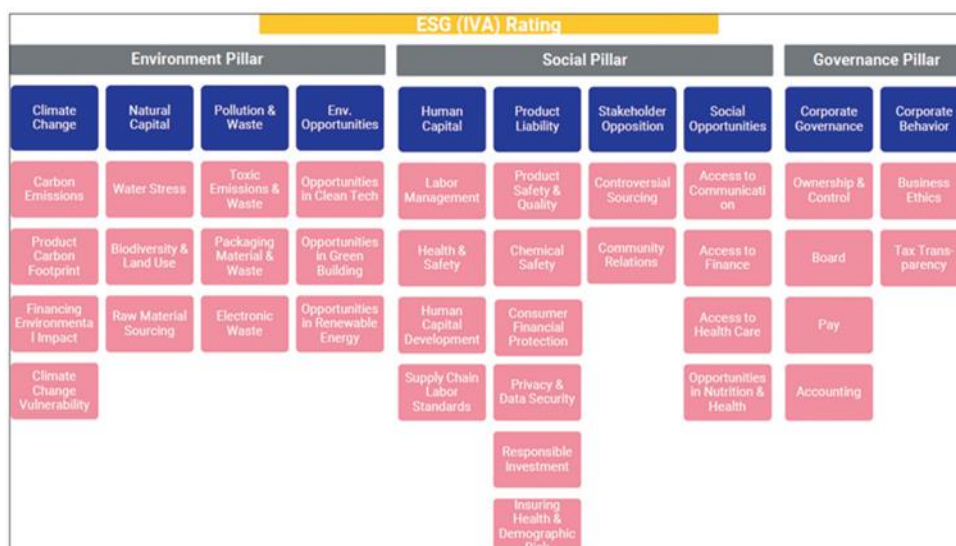 ESG (IVA) Rating
Environment Pillar
Social Pillar
Governance Pillar
Climate
Change
Natural
Capital
Pollution &
Waste
Env.
Opportunities
Human
Capital
Product
Liability
Stakeholder
Opposition
Social
Opportunities
Corporate
Governance
Corporate
Behavior
Carbon
Emissions
Water Stress
Toxic
Emissions &
Waste
Opportunities
in Clean Tech
Labor
Management
Product
Safety &
Quality
Controversial
Sourcing
Access to
Communicati
on
Ownership &
Control
Business
Ethics
Product
Carbon
Footprint
Biodiversity &
Land Use
Packaging
Material &
Waste
Opportunities
in Green
Building
Health &
Safety
Chemical
Safety
Community
Relations
Access to
Finance
Board
Tax Trans-
parency
Financing
Environmenta
l Impact
Raw Material
Sourcing
Electronic
Waste
Opportunities
in Renewable
Energy
Human
Capital
Development
Consumer
Financial
Protection
Access to
Health Care
Pay
Climate
Change
Vulnerability
Supply Chain
Labor
Standards
Privacy &
Data Security
Opportunities
in Nutrition &
Health
Accounting
Responsible
Investment
Insuring
Health &
Demographic
Risk